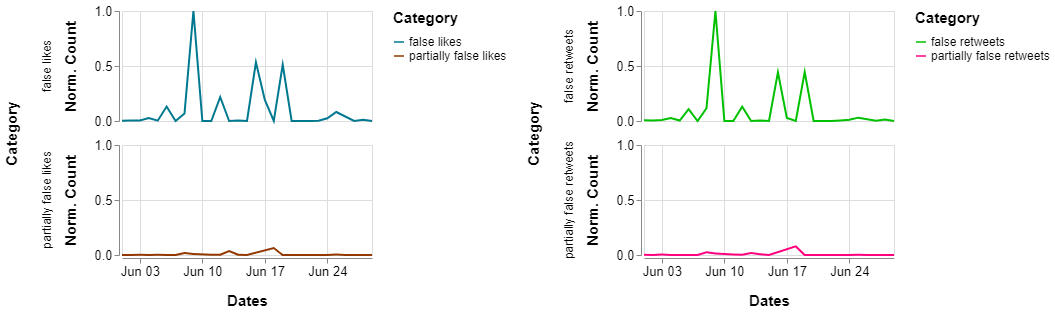 Category
false likes
Norm. Count
1.0
0.5
0.0
partially false likes
Norm. Count
1.0
0.5
0.0
Jun 03 Jun 10 Jun 17 Jun 24
Dates
Category
false likes
partially false likes
Category
false retweets
Norm. Count
1.0
0.5
0.0
partially false retweets
Norm. Count
1.0
0.5
0.0
Jun 03 Jun 10 Jun 17 Jun 24
Dates
Category
false retweets
partially false retweets